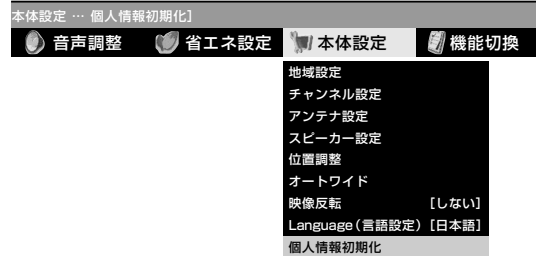 本体設定 … 個人情報初期化]
音声調整 省エネ設定 本体設定 機能切換
地域設定
チャンネル設定
アンテナ設定
スピーカー設定
位置調整
オートワイド
映像反転 [しない]
Language(言語設定) [日本語]
個人情報初期化